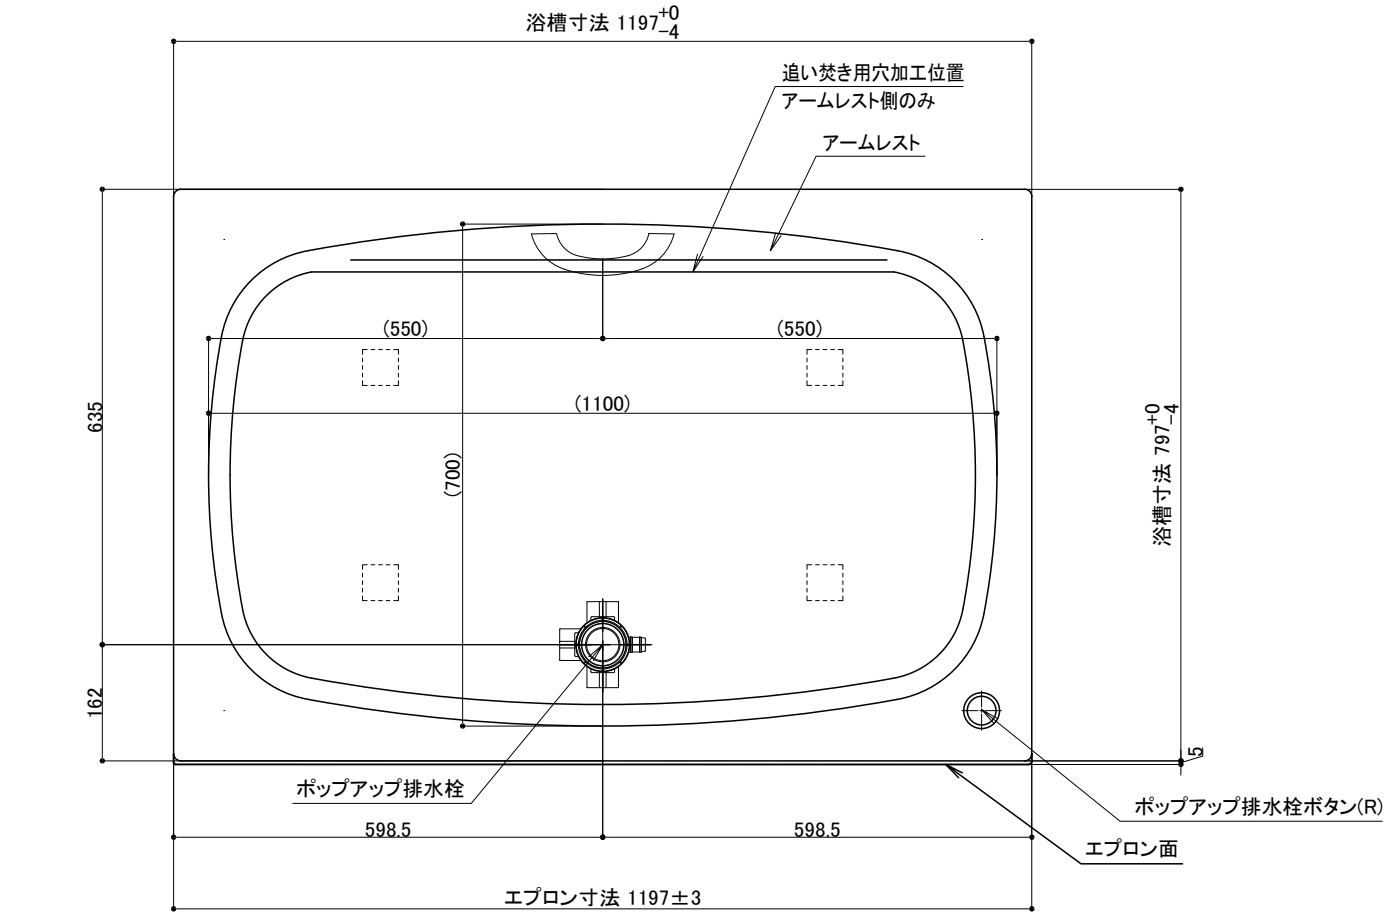 浴槽寸法 1197+0
-4
追い焚き用穴加工位置
アームレスト側のみ
アームレスト
(550)
(550)
(1100)
635
(700)
浴槽寸法 797+0
-4
162
5
ポップアップ排水栓
ポップアップ排水栓ボタン(R)
598.5
598.5
エプロン面
エプロン寸法 1197±3